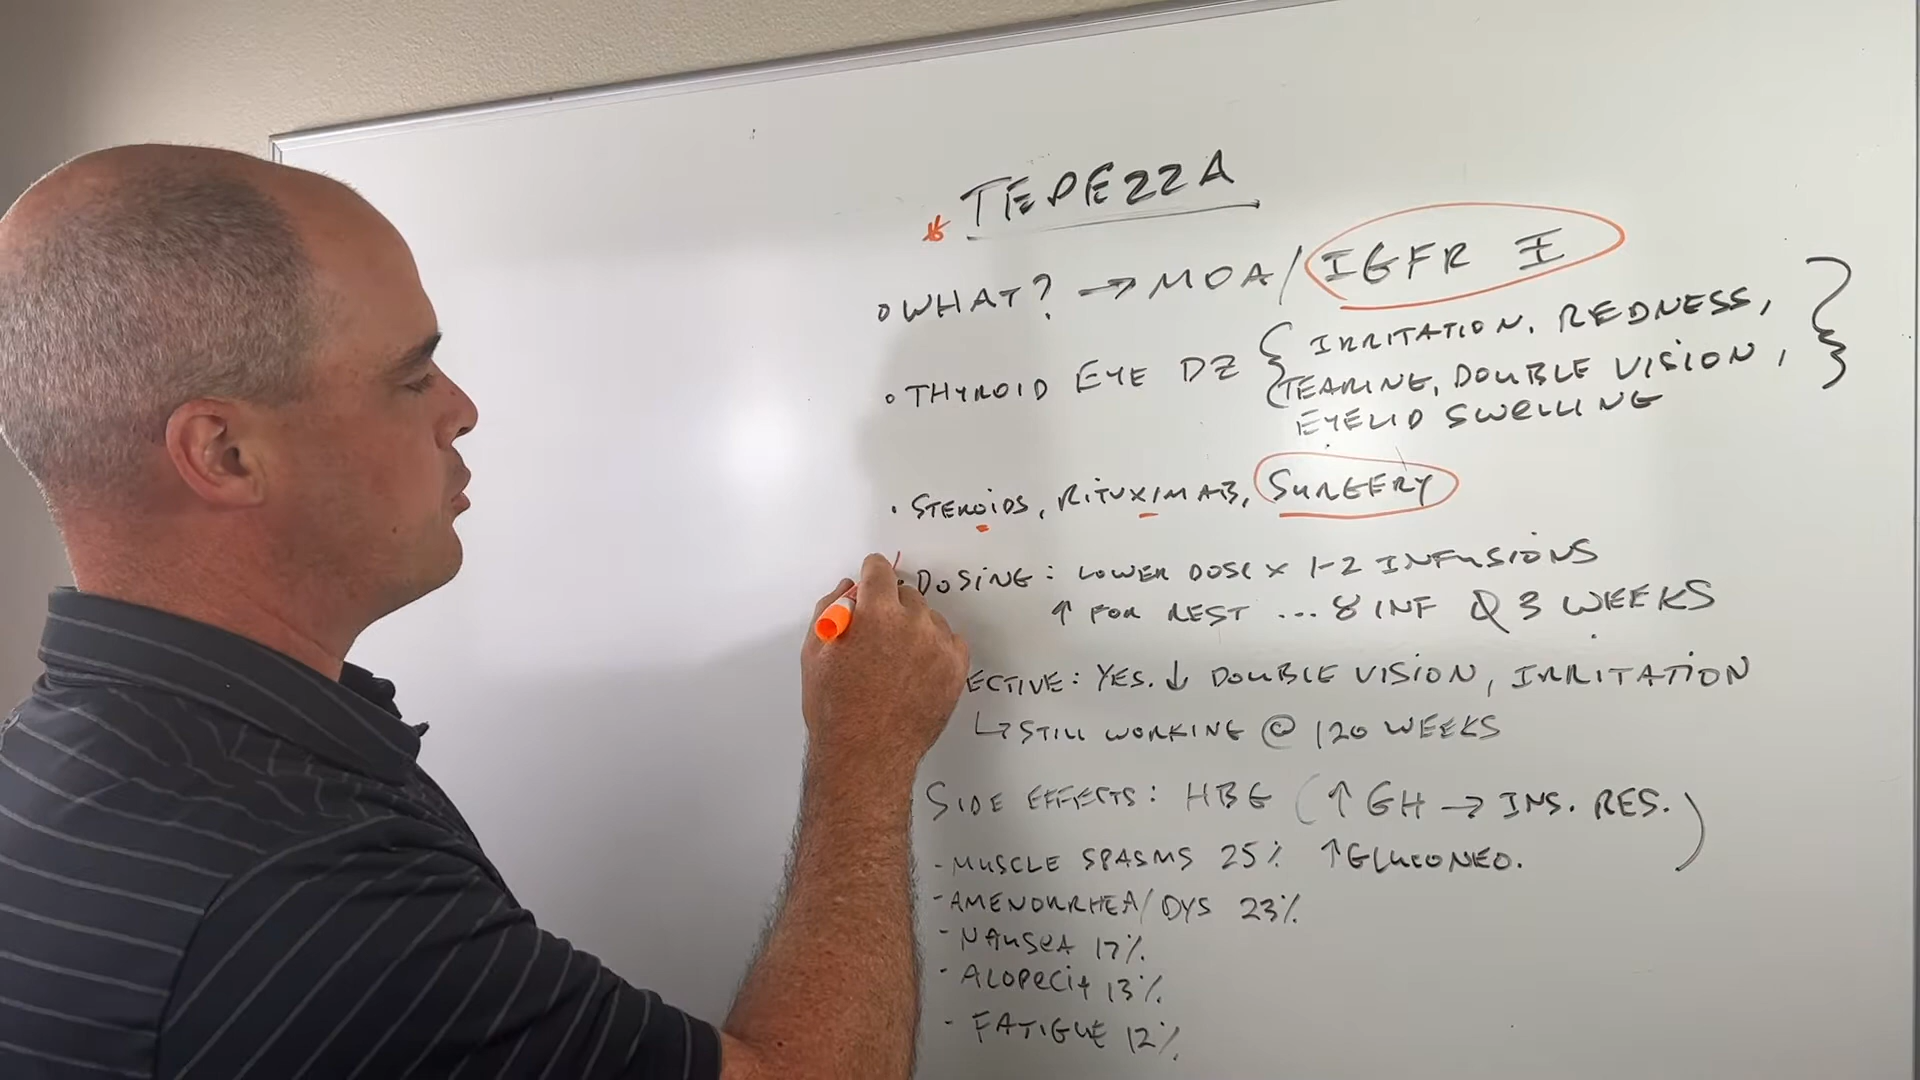 * TEPEZZA
• WHAT? → MOA/ IGFR I
• THYROID EYE DZ { IRRITATION, REDNESS,
TEARING, DOUBLE VISION,
EYELID SWELLING }
• STEROIDS, RITUXIMAB, SURGERY
• DOSING: LOWER DOSE X 1-2 INFUSIONS
↑ FOR REST ... 8 INF Q 3 WEEKS
ECTIVE: YES. ↓ DOUBLE VISION, IRRITATION
↳ STILL WORKING @ 120 WEEKS
SIDE EFFECTS: HBG (↑ GH → INS. RES.
- MUSCLE SPASMS 25% ↑ GLUCONEO. )
- AMENORRHEA/DYS 23%
- NAUSEA 17%
- ALOPECIA 13%
- FATIGUE 12%